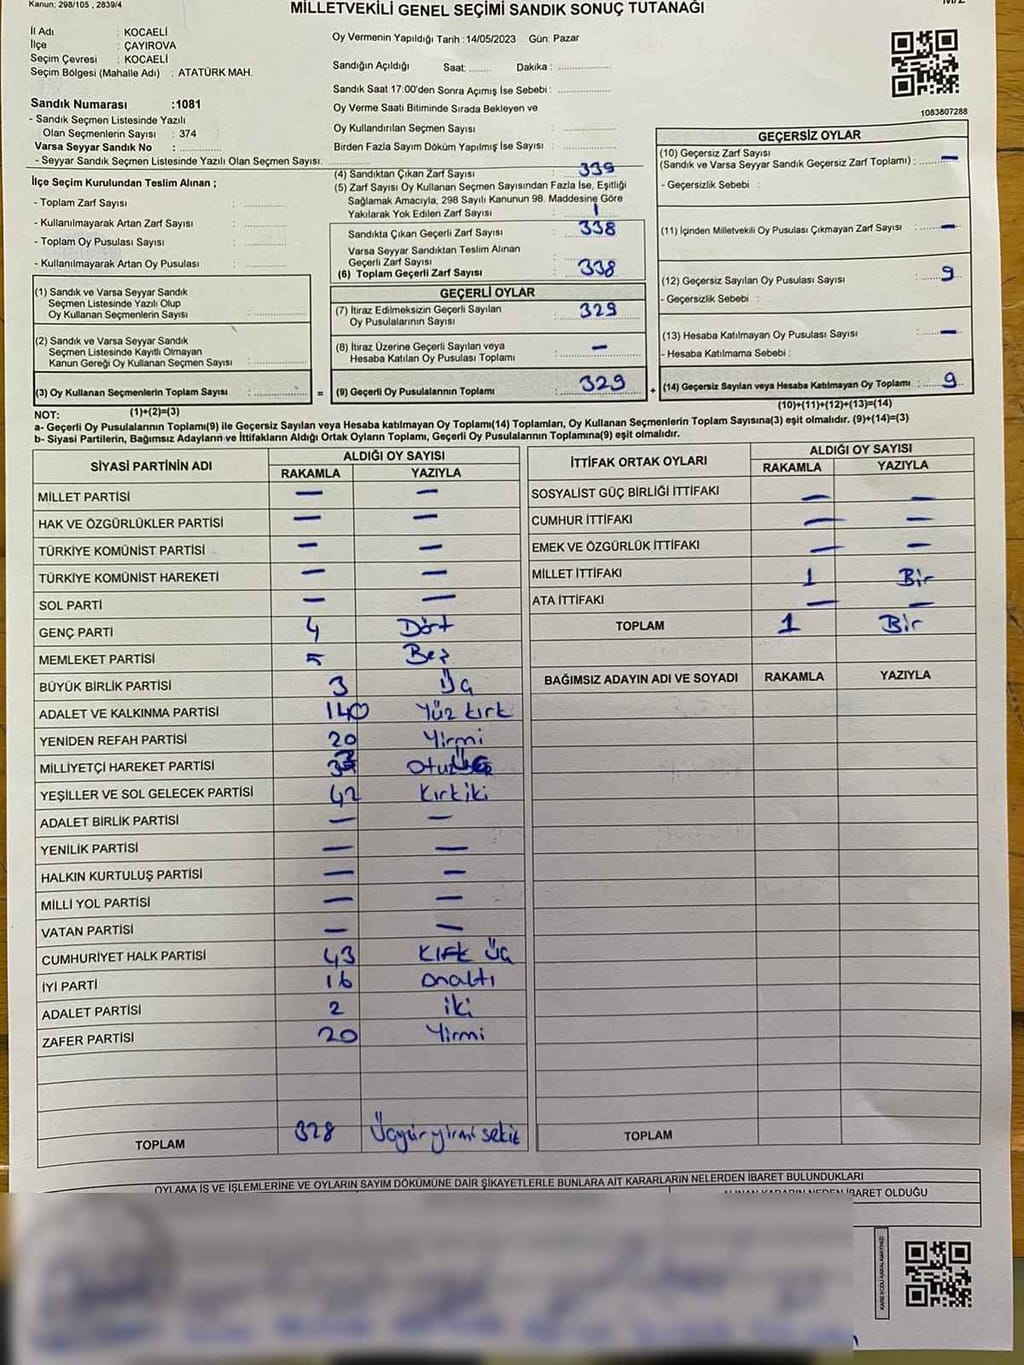 Kanun; 298/105 , 2839/4
MİLLETVEKİLİ GENEL SEÇİMİ SANDIK SONUÇ TUTANAĞI
İl Adı : KOCAELİ
İlçe : ÇAYIROVA
Seçim Çevresi : KOCAELİ
Seçim Bölgesi (Mahalle Adı) : ATATÜRK MAH.
Sandık Numarası :1081
- Sandık Seçmen Listesinde Yazılı
Olan Seçmenlerin Sayısı : 374
Varsa Seyyar Sandık No :
- Seyyar Sandık Seçmen Listesinde Yazılı Olan Seçmen Sayısı:
Oy Vermenin Yapıldığı Tarih :14/05/2023 Gün: Pazar
Sandığın Açıldığı Saat: Dakika :
Sandık Saat 17:00'den Sonra Açımış İse Sebebi :
Oy Verme Saati Bitiminde Sırada Bekleyen ve
Oy Kullandırılan Seçmen Sayısı :
Birden Fazla Sayım Döküm Yapılmış İse Sayısı :
1083807288
İlçe Seçim Kurulundan Teslim Alınan ;
- Toplam Zarf Sayısı :
- Kullanılmayarak Artan Zarf Sayısı :
- Toplam Oy Pusulası Sayısı :
- Kullanılmayarak Artan Oy Pusulası :
(4) Sandıktan Çıkan Zarf Sayısı : 339
(5) Zarf Sayısı Oy Kullanan Seçmen Sayısından Fazla İse, Eşitliği
Sağlamak Amacıyla, 298 Sayılı Kanunun 98. Maddesine Göre
Yakılarak Yok Edilen Zarf Sayısı : 1
Sandıkta Çıkan Geçerli Zarf Sayısı : 338
Varsa Seyyar Sandıktan Teslim Alınan
Geçerli Zarf Sayısı :
(6) Toplam Geçerli Zarf Sayısı : 338
GEÇERSİZ OYLAR
(10) Geçersiz Zarf Sayısı
(Sandık ve Varsa Seyyar Sandık Geçersiz Zarf Toplamı) : —
- Geçersizlik Sebebi :
(11) İçinden Milletvekili Oy Pusulası Çıkmayan Zarf Sayısı : —
(12) Geçersiz Sayılan Oy Pusulası Sayısı : 9
- Geçersizlik Sebebi :
(13) Hesaba Katılmayan Oy Pusulası Sayısı : —
- Hesaba Katılmama Sebebi :
(14) Geçersiz Sayılan veya Hesaba Katılmayan Oy Toplamı : 9
(10)+(11)+(12)+(13)=(14)
(1) Sandık ve Varsa Seyyar Sandık
Seçmen Listesinde Yazılı Olup
Oy Kullanan Seçmenlerin Sayısı :
(2) Sandık ve Varsa Seyyar Sandık
Seçmen Listesinde Kayıtlı Olmayan
Kanun Gereği Oy Kullanan Seçmen Sayısı :
(3) Oy Kullanan Seçmenlerin Toplam Sayısı : =
GEÇERLİ OYLAR
(7) İtiraz Edilmeksizin Geçerli Sayılan
Oy Pusulalarının Sayısı : 329
(8) İtiraz Üzerine Geçerli Sayılan veya
Hesaba Katılan Oy Pusulası Toplamı : —
(9) Geçerli Oy Pusulalarının Toplamı : 329 +
NOT: (1)+(2)=(3)
a- Geçerli Oy Pusulalarının Toplamı(9) ile Geçersiz Sayılan veya Hesaba katılmayan Oy Toplamı(14) Toplamları, Oy Kullanan Seçmenlerin Toplam Sayısına(3) eşit olmalıdır. (9)+(14)=(3)
b- Siyasi Partilerin, Bağımsız Adayların ve İttifakların Aldığı Ortak Oyların Toplamı, Geçerli Oy Pusulalarının Toplamına(9) eşit olmalıdır.
SİYASİ PARTİNİN ADI ALDIĞI OY SAYISI
RAKAMLA YAZIYLA
MİLLET PARTİSİ — —
HAK VE ÖZGÜRLÜKLER PARTİSİ — —
TÜRKİYE KOMÜNİST PARTİSİ — —
TÜRKİYE KOMÜNİST HAREKETİ — —
SOL PARTİ — —
GENÇ PARTİ 4 Dört
MEMLEKET PARTİSİ 5 Beş
BÜYÜK BİRLİK PARTİSİ 3 Üç
ADALET VE KALKINMA PARTİSİ 140 Yüz kırk
YENİDEN REFAH PARTİSİ 20 Yirmi
MİLLİYETÇİ HAREKET PARTİSİ
YEŞİLLER VE SOL GELECEK PARTİSİ 42 Kırkiki
ADALET BİRLİK PARTİSİ — —
YENİLİK PARTİSİ — —
HALKIN KURTULUŞ PARTİSİ — —
MİLLİ YOL PARTİSİ — —
VATAN PARTİSİ — —
CUMHURİYET HALK PARTİSİ 43 Kırk Üç
İYİ PARTİ 16 Onaltı
ADALET PARTİSİ 2 iki
ZAFER PARTİSİ 20 Yirmi
TOPLAM 328 Üçyüzyirmi sekiz
İTTİFAK ORTAK OYLARI ALDIĞI OY SAYISI
RAKAMLA YAZIYLA
SOSYALİST GÜÇ BİRLİĞİ İTTİFAKI — —
CUMHUR İTTİFAKI — —
EMEK VE ÖZGÜRLÜK İTTİFAKI — —
MİLLET İTTİFAKI 1 Bir
ATA İTTİFAKI — —
TOPLAM 1 Bir
BAĞIMSIZ ADAYIN ADI VE SOYADI RAKAMLA YAZIYLA
TOPLAM
OYLAMA İŞ VE İŞLEMLERİNE VE OYLARIN SAYIM DÖKÜMÜNE DAİR ŞİKAYETLERLE BUNLARA AİT KARARLARIN NELERDEN İBARET BULUNDUKLARI
ALINAN KARARIN NEDEN İBARET OLDUĞU